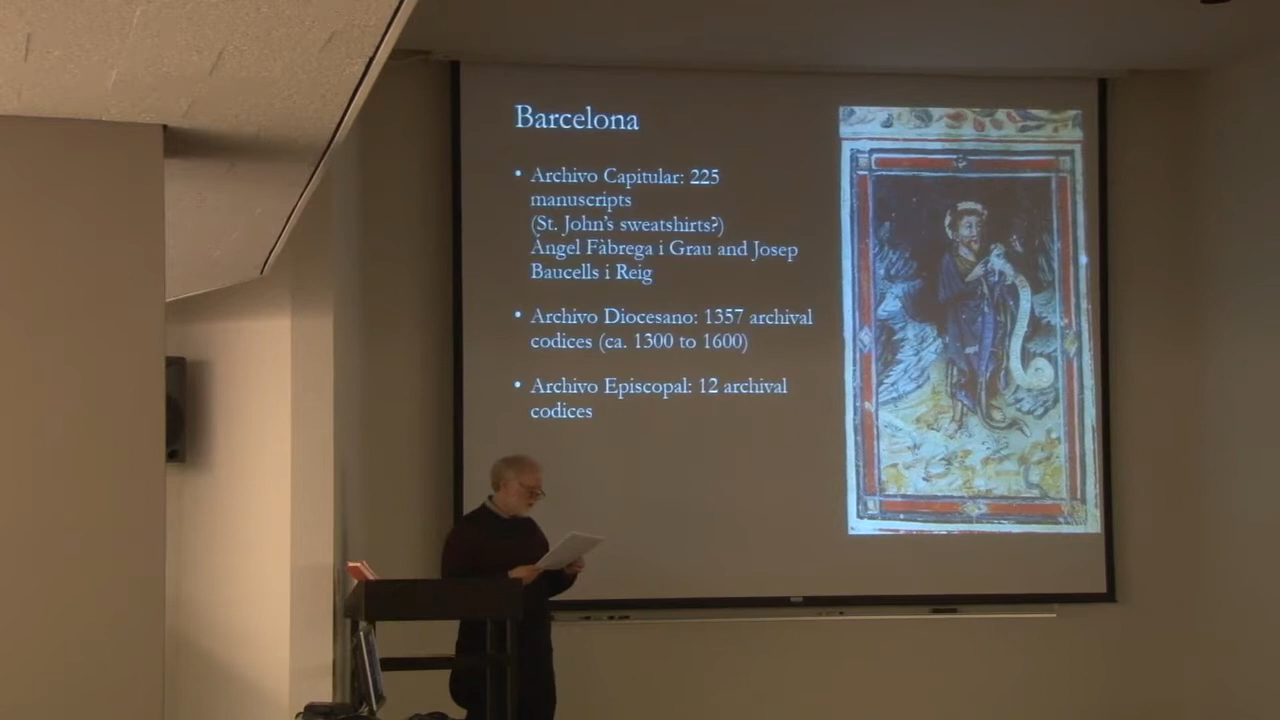 Barcelona
• Archivo Capitular: 225
manuscripts
(St. John's sweatshirts?)
Àngel Fàbrega i Grau and Josep
Baucells i Reig
• Archivo Diocesano: 1357 archival
codices (ca. 1300 to 1600)
• Archivo Episcopal: 12 archival
codices